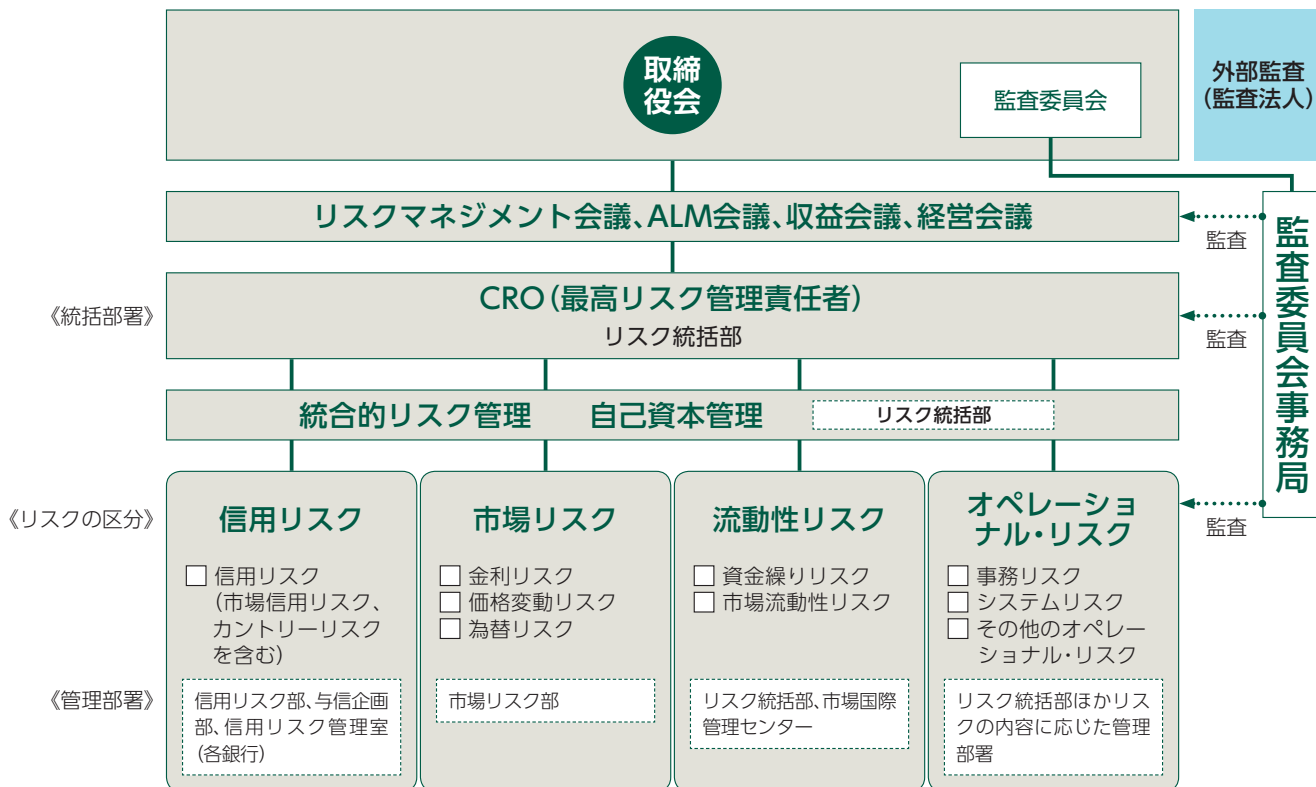 取締
役会
監査委員会
外部監査
(監査法人)
リスクマネジメント会議、ALM会議、収益会議、経営会議
監査
《統括部署》
CRO(最高リスク管理責任者)
リスク統括部
監査
監査委員会事務局
統合的リスク管理
自己資本管理
リスク統括部
《リスクの区分》
監査
信用リスク
□ 信用リスク
(市場信用リスク、
カントリーリスク
を含む)
市場リスク
□ 金利リスク
□ 価格変動リスク
□ 為替リスク
流動性リスク
□ 資金繰りリスク
□ 市場流動性リスク
オペレーショ
ナル・リスク
□ 事務リスク
□ システムリスク
□ その他のオペレー
ショナル・リスク
《管理部署》
信用リスク部、与信企画
部、信用リスク管理室
(各銀行)
市場リスク部
リスク統括部、市場国際
管理センター
リスク統括部ほかリス
クの内容に応じた管理
部署